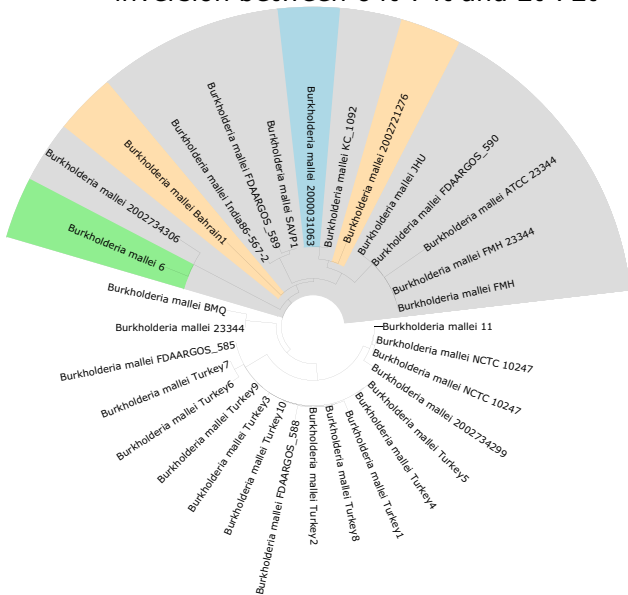 Burkholderia mallei 6
Burkholderia mallei 2002734306
Burkholderia mallei Bahrain1
Burkholderia mallei India86-567-2
Burkholderia mallei FDAARGOS_589
Burkholderia mallei SAVP1
Burkholderia mallei 2000031063
Burkholderia mallei KC_1092
Burkholderia mallei 2002721276
Burkholderia mallei JHU
Burkholderia mallei FDAARGOS_590
Burkholderia mallei ATCC 23344
Burkholderia mallei FMH 23344
Burkholderia mallei FMH
Burkholderia mallei 11
Burkholderia mallei NCTC 10247
Burkholderia mallei NCTC 10247
Burkholderia mallei 2002734299
Burkholderia mallei Turkey5
Burkholderia mallei Turkey4
Burkholderia mallei Turkey1
Burkholderia mallei Turkey8
Burkholderia mallei Turkey2
Burkholderia mallei FDAARGOS_588
Burkholderia mallei Turkey10
Burkholderia mallei Turkey3
Burkholderia mallei Turkey9
Burkholderia mallei Turkey6
Burkholderia mallei Turkey7
Burkholderia mallei FDAARGOS_585
Burkholderia mallei 23344
Burkholderia mallei BMQ